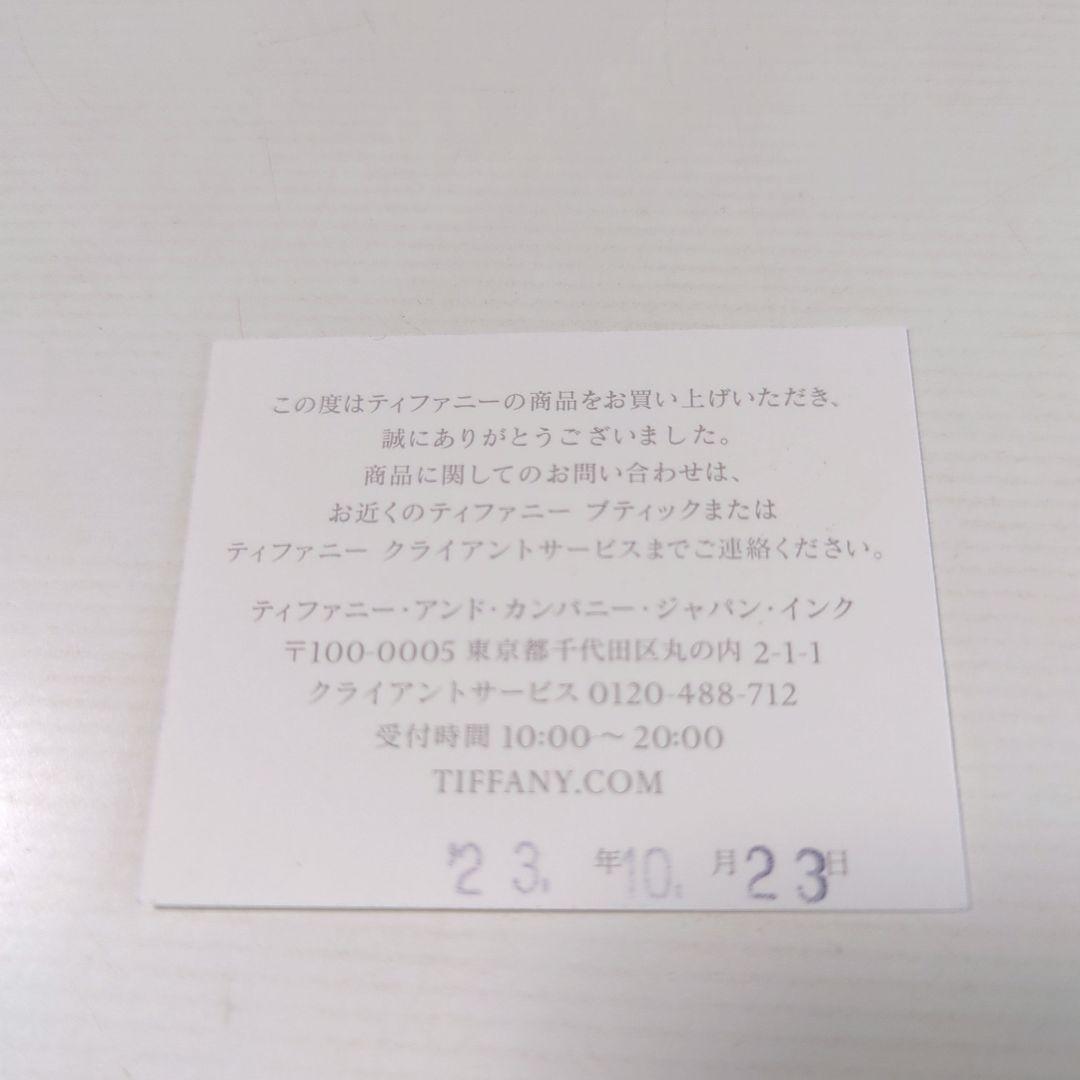 この度はティファニーの商品をお買い上げいただき、
誠にありがとうございました。
商品に関してのお問い合わせは、
お近くのティファニー ブティックまたは
ティファニー クライアントサービスまでご連絡ください。
ティファニー・アンド・カンパニー・ジャパン・インク
〒100-0005 東京都千代田区丸の内 2-1-1
クライアントサービス 0120-488-712
受付時間 10:00〜20:00
TIFFANY.COM
'23. 年10. 月23日